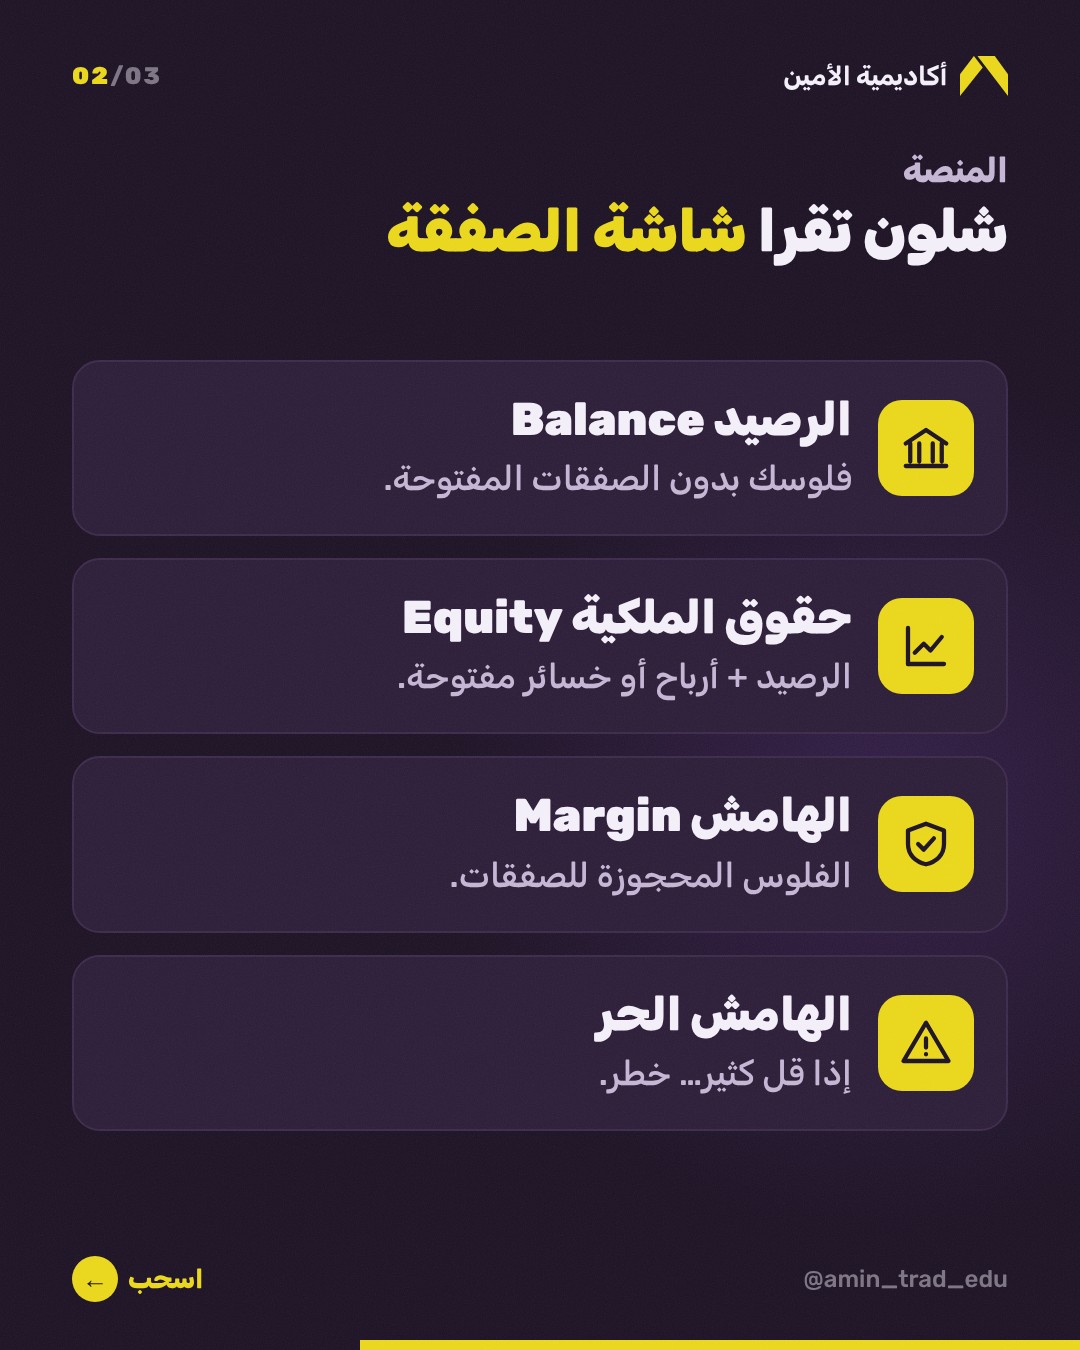 أكاديمية الأمين
02/03
المنصة
شلون تقرا شاشة الصفقة
الرصيد Balance
فلوسك بدون الصفقات المفتوحة.
حقوق الملكية Equity
الرصيد + أرباح أو خسائر مفتوحة.
الهامش Margin
الفلوس المحجوزة للصفقات.
الهامش الحر
إذا قل كثير... خطر.
@amin_trad_edu
اسحب ←